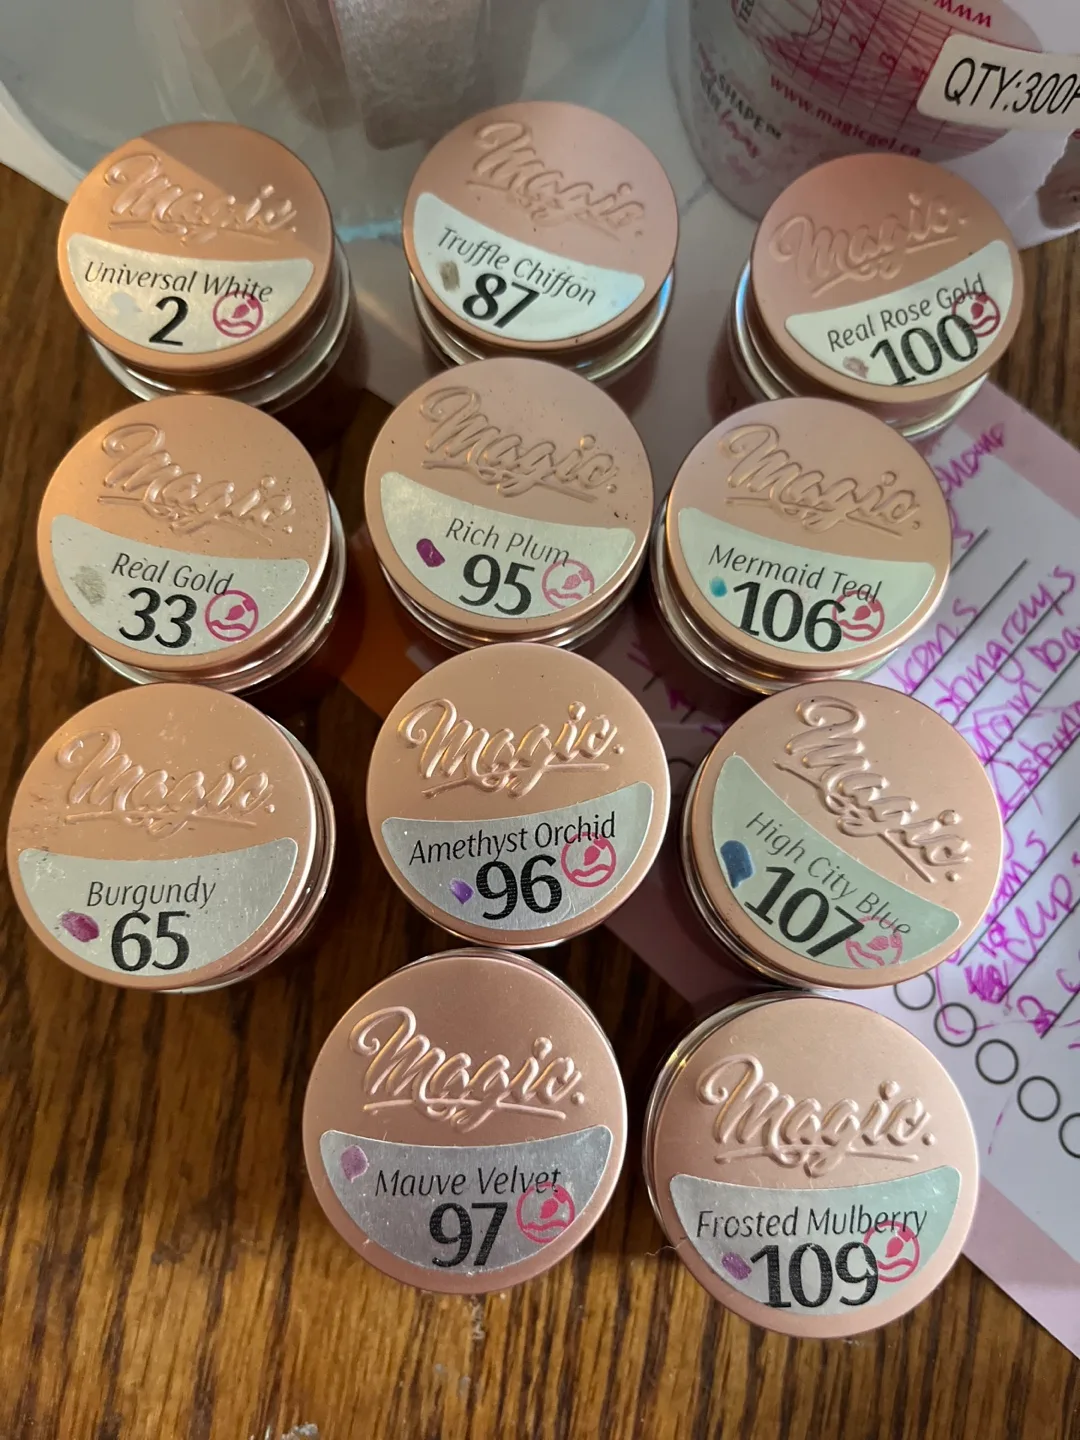 QTY:300P
SHAPE™
www.magicgel.ca
Magic.
Universal White
2
Magic.
Truffle Chiffon
87
Magic.
Real Rose Gold
100
Magic.
Real Gold
33
Magic.
Rich Plum
95
Magic.
Mermaid Teal
106
Magic.
Burgundy
65
Magic.
Amethyst Orchid
96
Magic.
High City Blue
107
Magic.
Mauve Velvet
97
Magic.
Frosted Mulberry
109